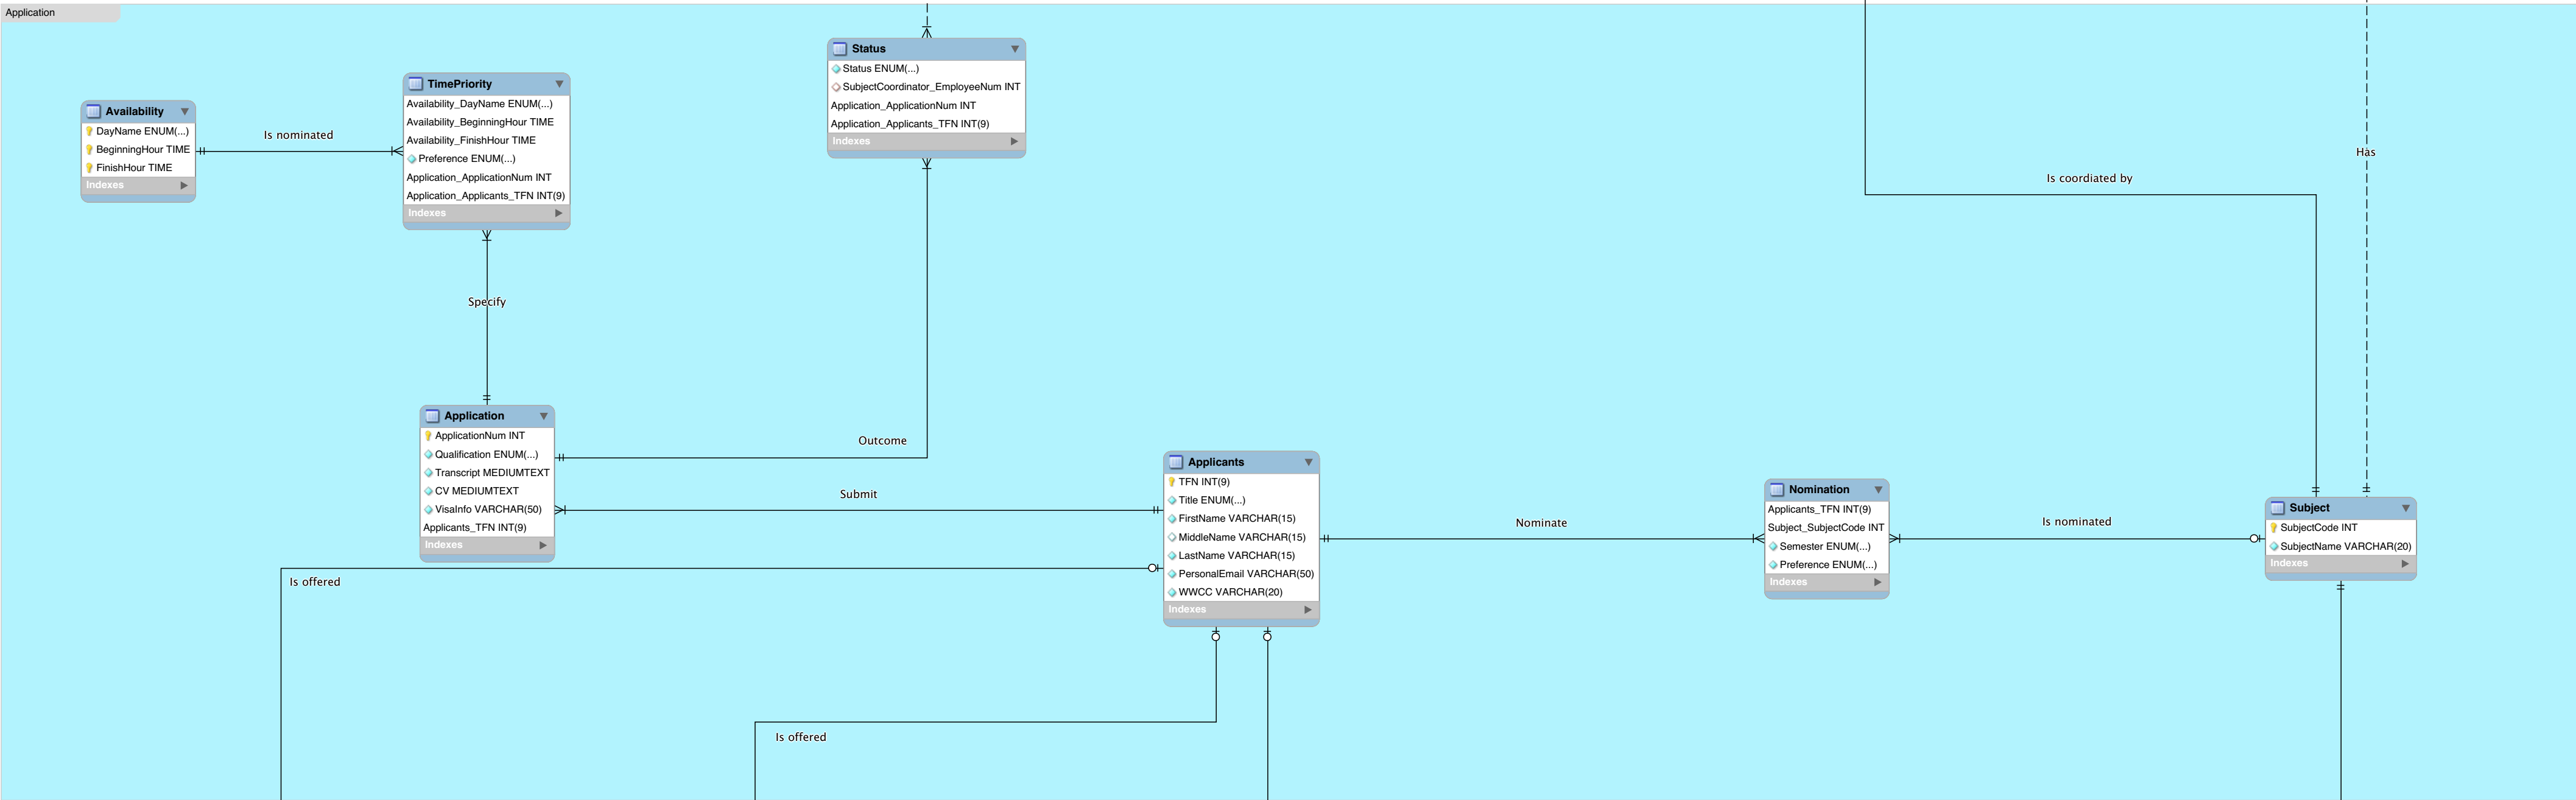 Application
Status
Status ENUM(...)
SubjectCoordinator_EmployeeNum INT
Application_ApplicationNum INT
Application_Applicants_TFN INT(9)
Indexes
TimePriority
Availability_DayName ENUM(...)
Availability_BeginningHour TIME
Availability_FinishHour TIME
Preference ENUM(...)
Application_ApplicationNum INT
Application_Applicants_TFN INT(9)
Indexes
Availability
DayName ENUM(...)
BeginningHour TIME
FinishHour TIME
Indexes
Is nominated
Has
Is coordiated by
Specify
Application
ApplicationNum INT
Qualification ENUM(...)
Transcript MEDIUMTEXT
CV MEDIUMTEXT
VisaInfo VARCHAR(50)
Applicants_TFN INT(9)
Indexes
Outcome
Submit
Applicants
TFN INT(9)
Title ENUM(...)
FirstName VARCHAR(15)
MiddleName VARCHAR(15)
LastName VARCHAR(15)
PersonalEmail VARCHAR(50)
WWCC VARCHAR(20)
Indexes
Nominate
Nomination
Applicants_TFN INT(9)
Subject_SubjectCode INT
Semester ENUM(...)
Preference ENUM(...)
Indexes
Is nominated
Subject
SubjectCode INT
SubjectName VARCHAR(20)
Indexes
Is offered
Is offered